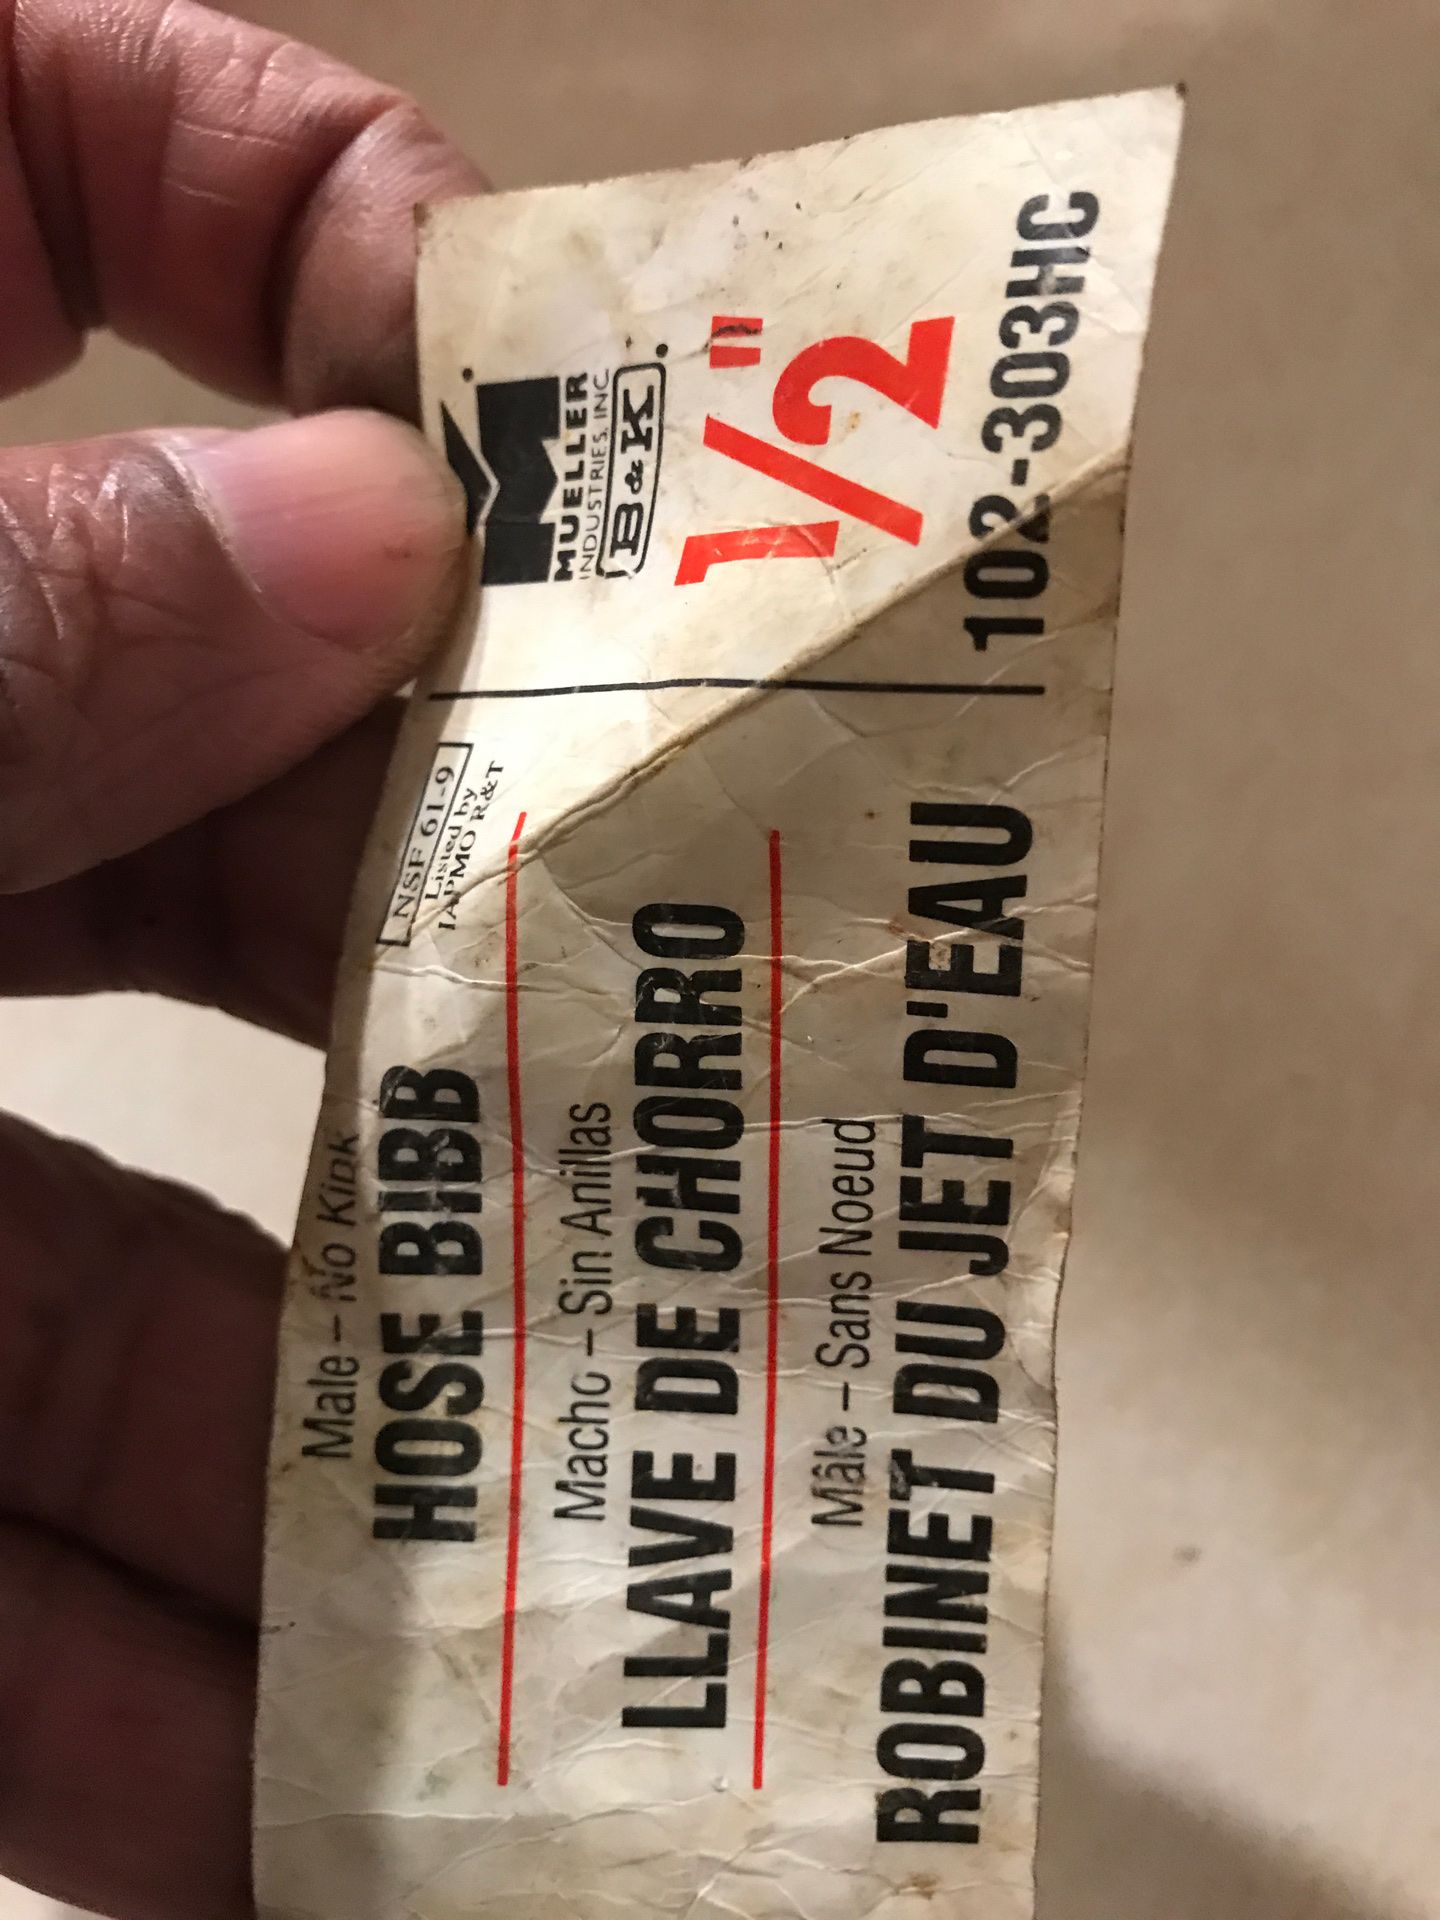 MUELLER
INDUSTRIES, INC.
B&K
1/2"
102-303HC
NSF 61-9
Listed by
IAPMO R&T
Male – No Kink
HOSE BIBB
Macho – Sin Anillas
LLAVE DE CHORRO
Mâle – Sans Noeud
ROBINET DU JET D'EAU